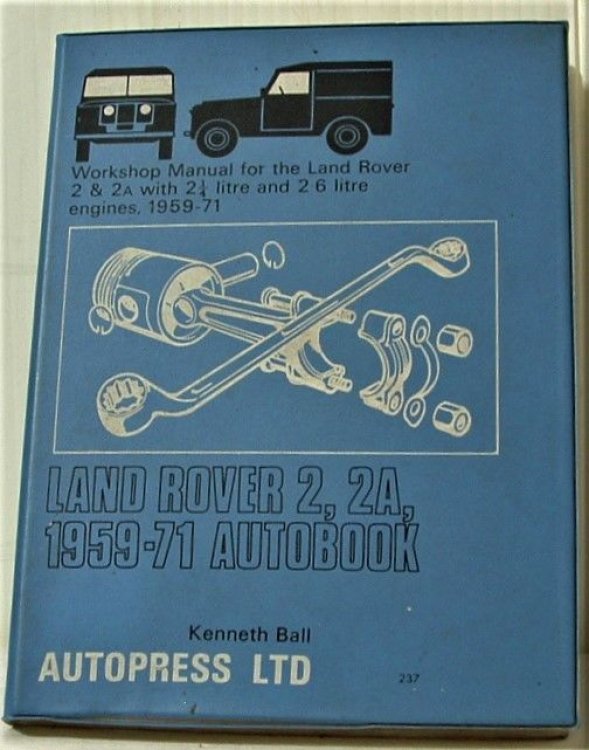 Workshop Manual for the Land Rover
2 & 2A with 2¼ litre and 2·6 litre
engines, 1959-71
LAND ROVER 2, 2A,
1959-71 AUTOBOOK
Kenneth Ball
AUTOPRESS LTD
237